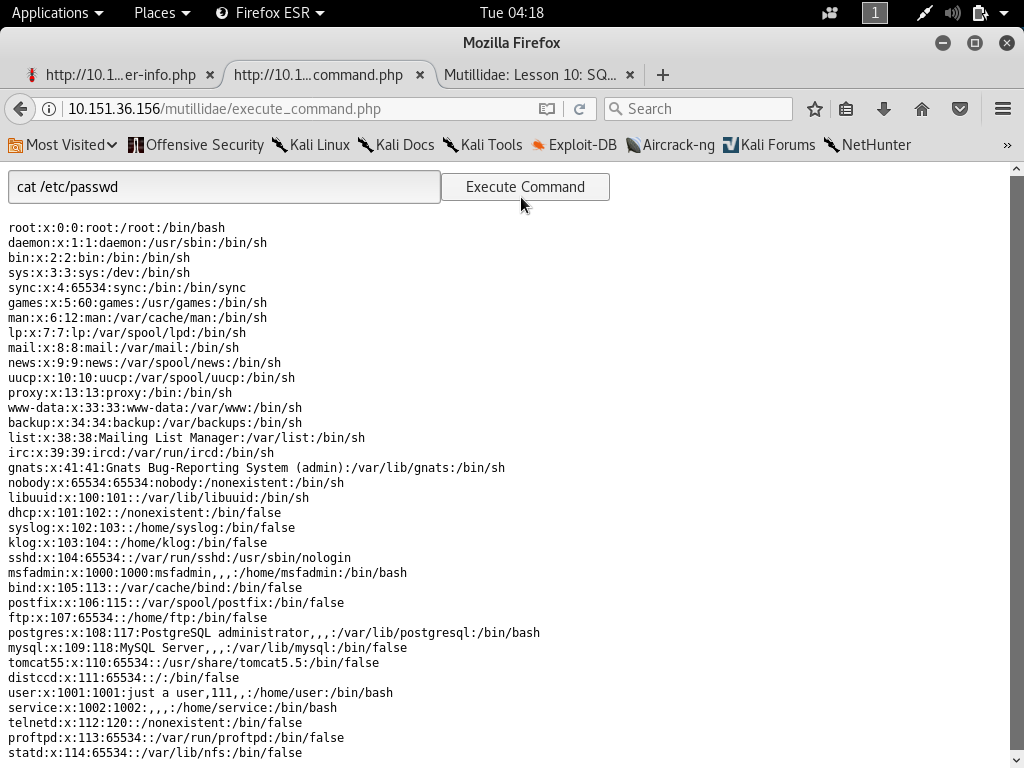 Applications Places Firefox ESR Tue 04:18 1
Mozilla Firefox
http://10.1...er-info.php http://10.1...command.php Mutillidae: Lesson 10: SQ...
10.151.36.156/mutillidae/execute_command.php Search
Most Visited Offensive Security Kali Linux Kali Docs Kali Tools Exploit-DB Aircrack-ng Kali Forums NetHunter »
cat /etc/passwd Execute Command
root:x:0:0:root:/root:/bin/bash
daemon:x:1:1:daemon:/usr/sbin:/bin/sh
bin:x:2:2:bin:/bin:/bin/sh
sys:x:3:3:sys:/dev:/bin/sh
sync:x:4:65534:sync:/bin:/bin/sync
games:x:5:60:games:/usr/games:/bin/sh
man:x:6:12:man:/var/cache/man:/bin/sh
lp:x:7:7:lp:/var/spool/lpd:/bin/sh
mail:x:8:8:mail:/var/mail:/bin/sh
news:x:9:9:news:/var/spool/news:/bin/sh
uucp:x:10:10:uucp:/var/spool/uucp:/bin/sh
proxy:x:13:13:proxy:/bin:/bin/sh
www-data:x:33:33:www-data:/var/www:/bin/sh
backup:x:34:34:backup:/var/backups:/bin/sh
list:x:38:38:Mailing List Manager:/var/list:/bin/sh
irc:x:39:39:ircd:/var/run/ircd:/bin/sh
gnats:x:41:41:Gnats Bug-Reporting System (admin):/var/lib/gnats:/bin/sh
nobody:x:65534:65534:nobody:/nonexistent:/bin/sh
libuuid:x:100:101::/var/lib/libuuid:/bin/sh
dhcp:x:101:102::/nonexistent:/bin/false
syslog:x:102:103::/home/syslog:/bin/false
klog:x:103:104::/home/klog:/bin/false
sshd:x:104:65534::/var/run/sshd:/usr/sbin/nologin
msfadmin:x:1000:1000:msfadmin,,,:/home/msfadmin:/bin/bash
bind:x:105:113::/var/cache/bind:/bin/false
postfix:x:106:115::/var/spool/postfix:/bin/false
ftp:x:107:65534::/home/ftp:/bin/false
postgres:x:108:117:PostgreSQL administrator,,,:/var/lib/postgresql:/bin/bash
mysql:x:109:118:MySQL Server,,,:/var/lib/mysql:/bin/false
tomcat55:x:110:65534::/usr/share/tomcat5.5:/bin/false
distccd:x:111:65534::/:/bin/false
user:x:1001:1001:just a user,111,,:/home/user:/bin/bash
service:x:1002:1002:,,,:/home/service:/bin/bash
telnetd:x:112:120::/nonexistent:/bin/false
proftpd:x:113:65534::/var/run/proftpd:/bin/false
statd:x:114:65534::/var/lib/nfs:/bin/false